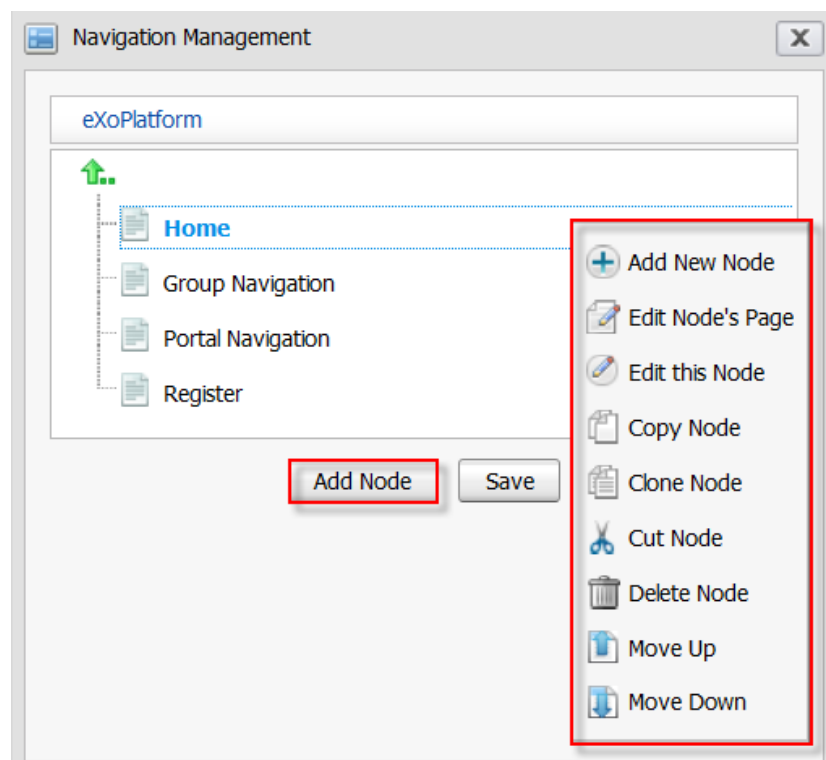 Navigation Management
eXoPlatform
Home
Group Navigation
Portal Navigation
Register
Add Node
Save
Add New Node
Edit Node's Page
Edit this Node
Copy Node
Clone Node
Cut Node
Delete Node
Move Up
Move Down